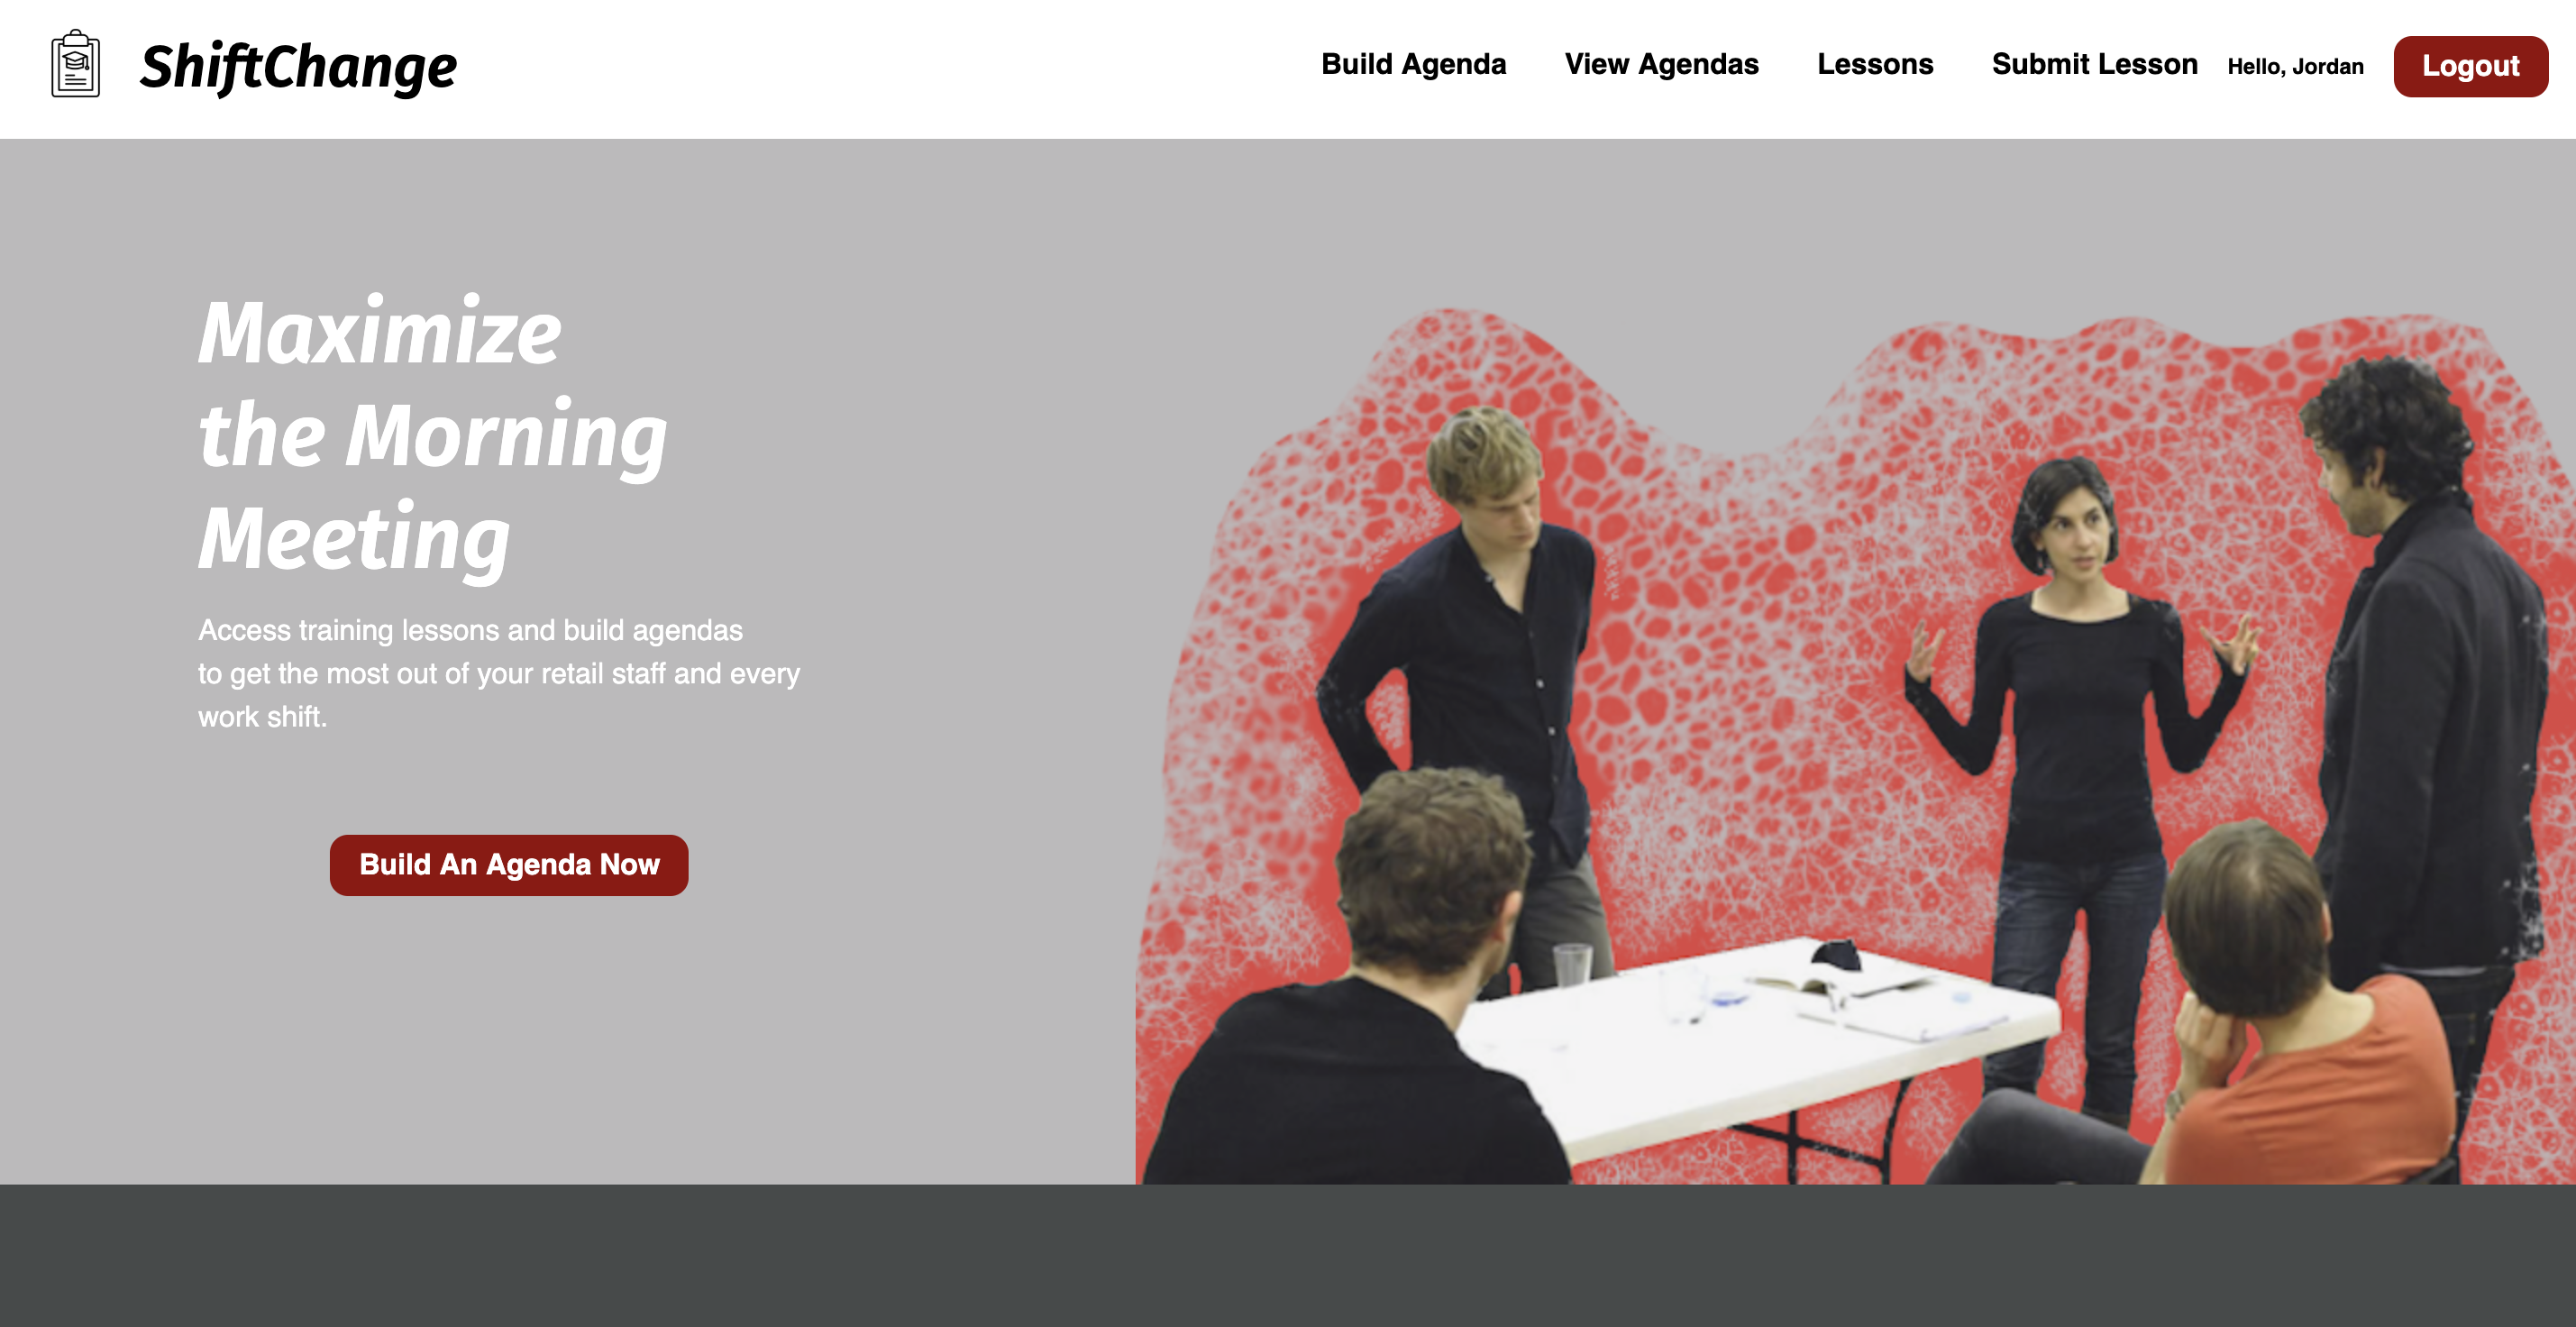 ShiftChange
Build Agenda
View Agendas
Lessons
Submit Lesson
Hello, Jordan
Logout
Maximize
the Morning
Meeting
Access training lessons and build agendas
to get the most out of your retail staff and every
work shift.
Build An Agenda Now